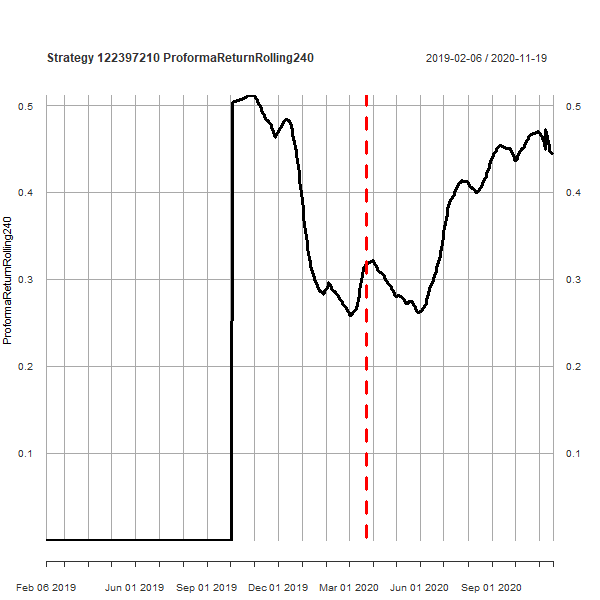 Strategy 122397210 ProformaReturnRolling240
2019-02-06 / 2020-11-19
0.5
0.5
0.4
0.4
ProformaReturnRolling240
0.3
0.3
0.2
0.2
0.1
0.1
Feb 06 2019
Jun 01 2019
Sep 01 2019
Dec 01 2019
Mar 01 2020
Jun 01 2020
Sep 01 2020